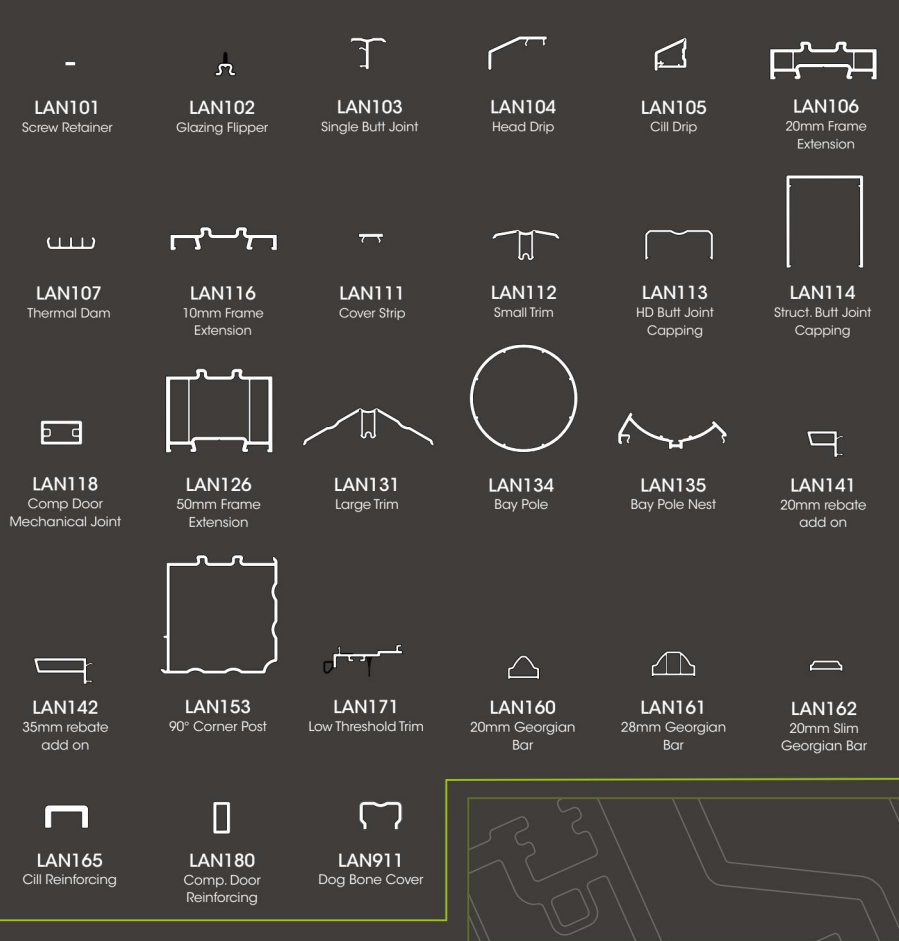 LAN101
Screw Retainer
LAN102
Glazing Flipper
LAN103
Single Butt Joint
LAN104
Head Drip
LAN105
Cill Drip
LAN106
20mm Frame
Extension
LAN107
Thermal Dam
LAN116
10mm Frame
Extension
LAN111
Cover Strip
LAN112
Small Trim
LAN113
HD Butt Joint
Capping
LAN114
Struct. Butt Joint
Capping
LAN118
Comp Door
Mechanical Joint
LAN126
50mm Frame
Extension
LAN131
Large Trim
LAN134
Bay Pole
LAN135
Bay Pole Nest
LAN141
20mm rebate
add on
LAN142
35mm rebate
add on
LAN153
90° Corner Post
LAN171
Low Threshold Trim
LAN160
20mm Georgian
Bar
LAN161
28mm Georgian
Bar
LAN162
20mm Slim
Georgian Bar
LAN165
Cill Reinforcing
LAN180
Comp. Door
Reinforcing
LAN911
Dog Bone Cover